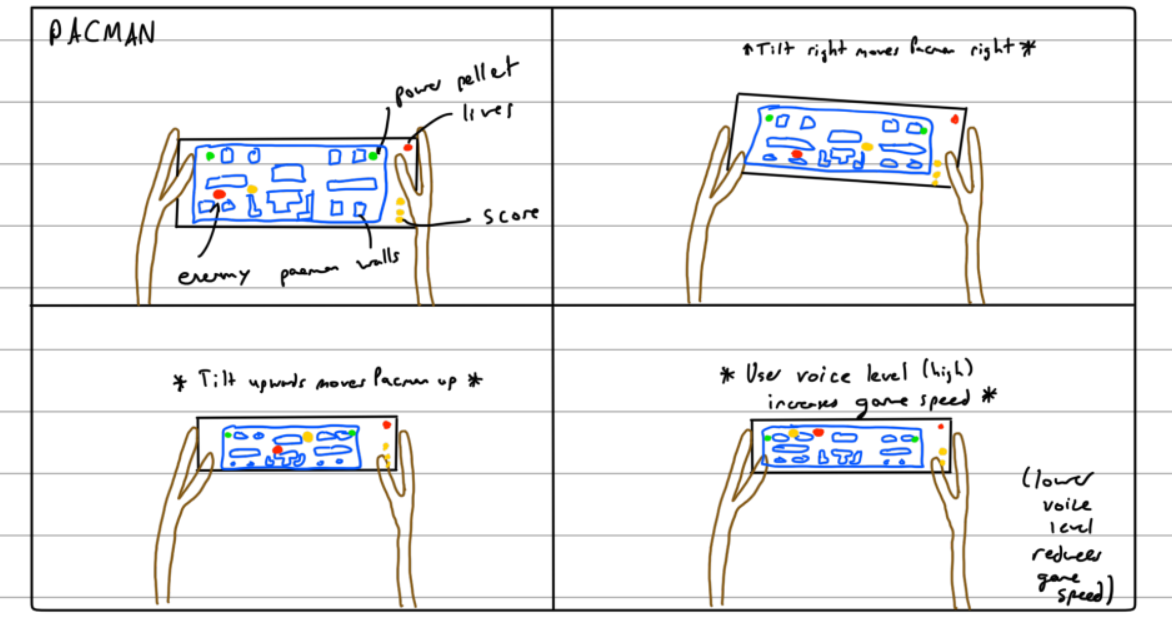 PACMAN
power pellet
lives
score
enemy pacman walls
*Tilt right moves Pacman right *
* Tilt upwards moves Pacman up *
* User voice level (high)
increases game speed *
(lower
voice
level
reduces
game
speed)